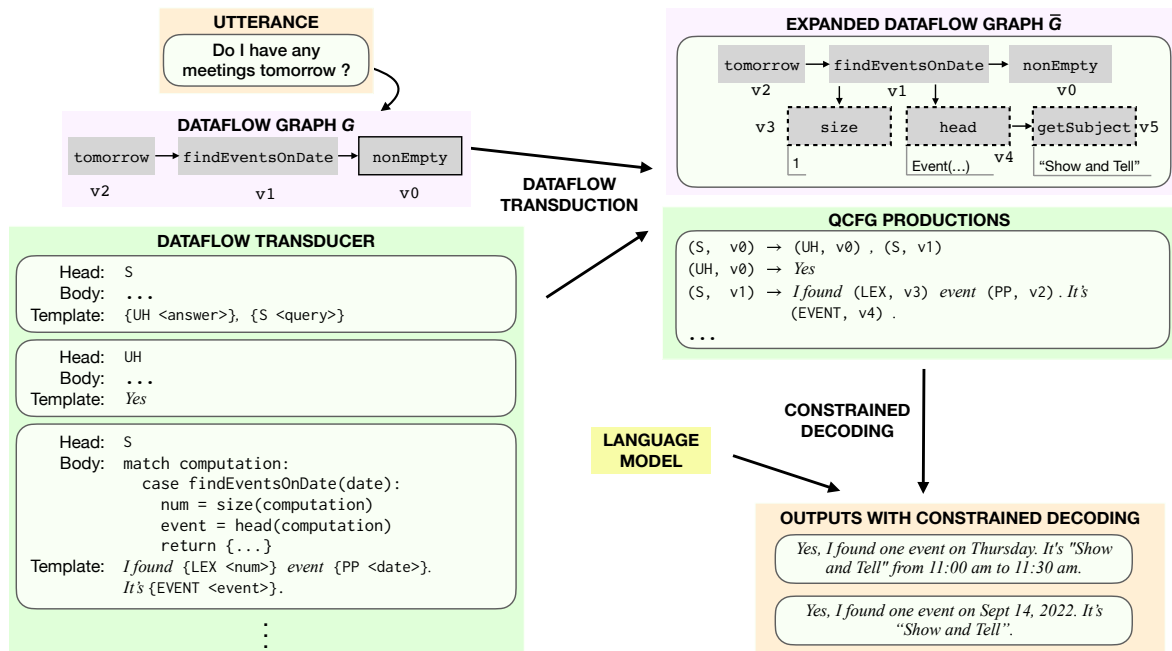 UTTERANCE
Do I have any
meetings tomorrow ?
DATAFLOW GRAPH G
tomorrow findEventsOnDate nonEmpty
v2 v1 v0
DATAFLOW
TRANSDUCTION
EXPANDED DATAFLOW GRAPH G̅
tomorrow findEventsOnDate nonEmpty
v2 v1 v0
v3 size head getSubject v5
v4
1 Event(...) “Show and Tell”
DATAFLOW TRANSDUCER
Head: S
Body: ...
Template: {UH <answer>}, {S <query>}
Head: UH
Body: ...
Template: Yes
Head: S
Body: match computation:
case findEventsOnDate(date):
num = size(computation)
event = head(computation)
return {...}
Template: I found {LEX <num>} event {PP <date>}.
It’s {EVENT <event>}.
⋮
QCFG PRODUCTIONS
(S, v0) → (UH, v0) , (S, v1)
(UH, v0) → Yes
(S, v1) → I found (LEX, v3) event (PP, v2) . It’s
(EVENT, v4) .
...
CONSTRAINED
DECODING
LANGUAGE
MODEL
OUTPUTS WITH CONSTRAINED DECODING
Yes, I found one event on Thursday. It's "Show
and Tell" from 11:00 am to 11:30 am.
Yes, I found one event on Sept 14, 2022. It’s
“Show and Tell”.